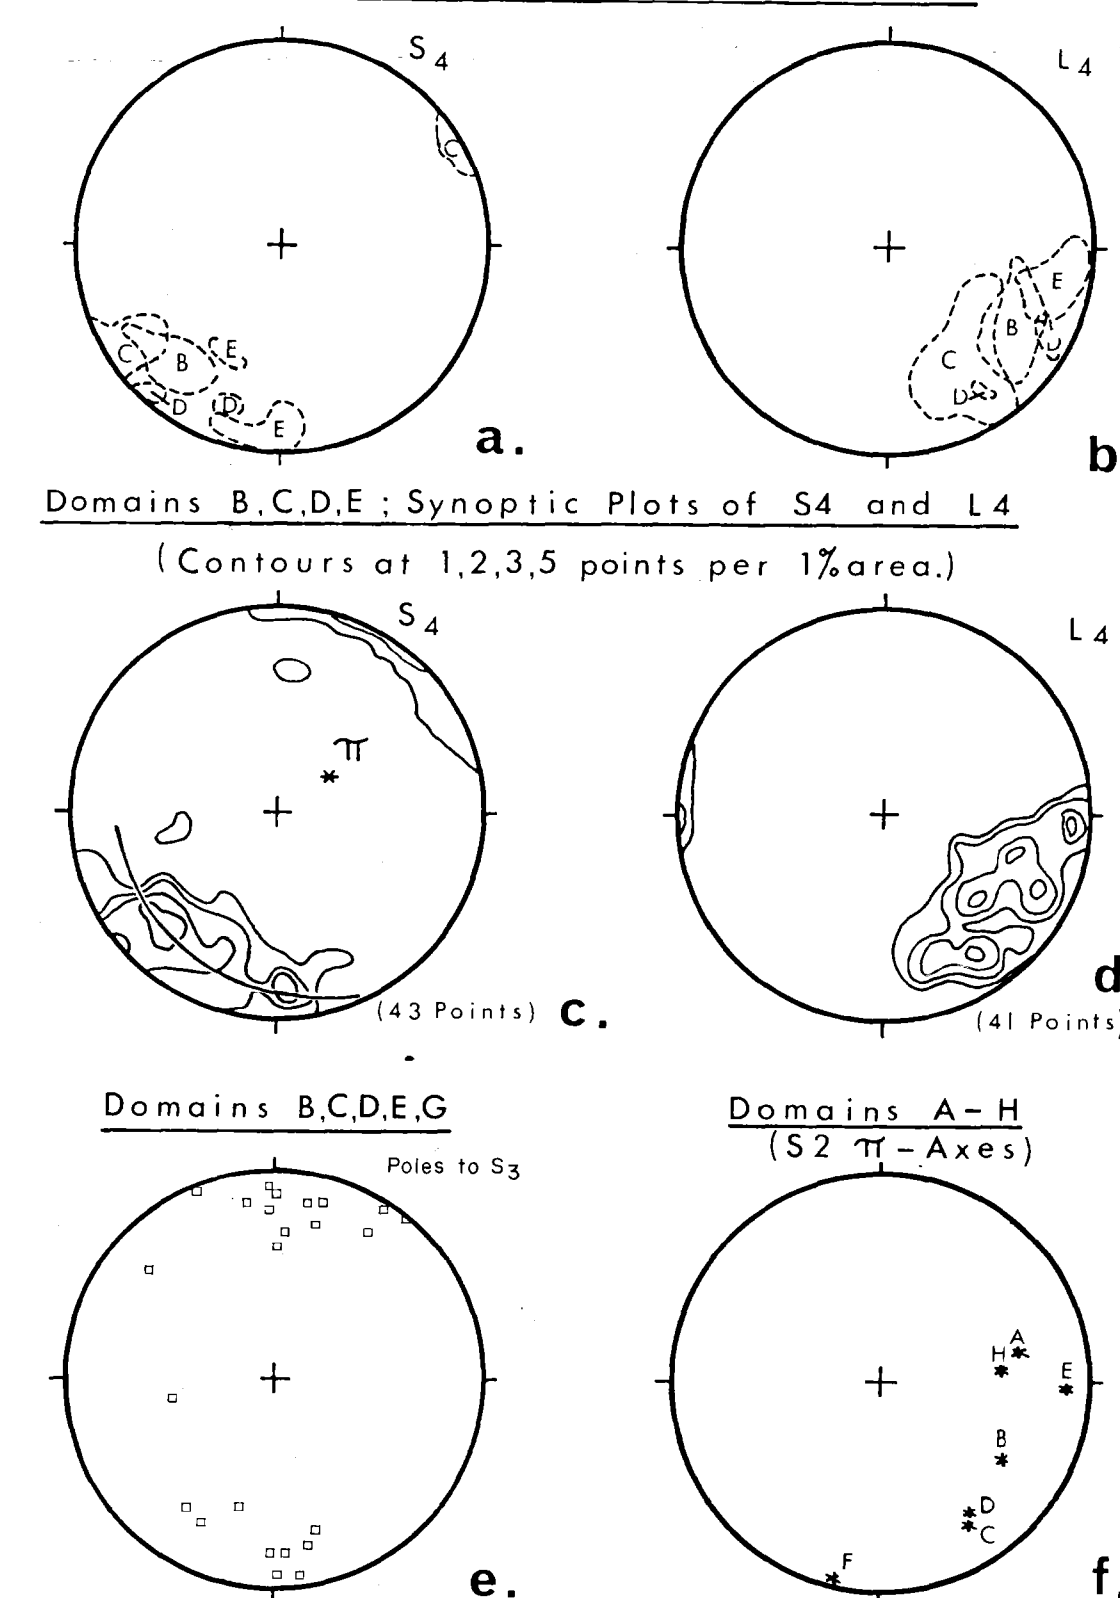 S4
L4
C
C
B
E
D
D
E
a.
E
B
D
C
D
b
Domains B,C,D,E ; Synoptic Plots of S4 and L4
(Contours at 1,2,3,5 points per 1% area.)
S4
π
(43 Points)
c.
L4
d
(41 Points)
Domains B,C,D,E,G
Poles to S3
e.
Domains A-H
(S2 π-Axes)
A
H
E
B
D
C
F
f.